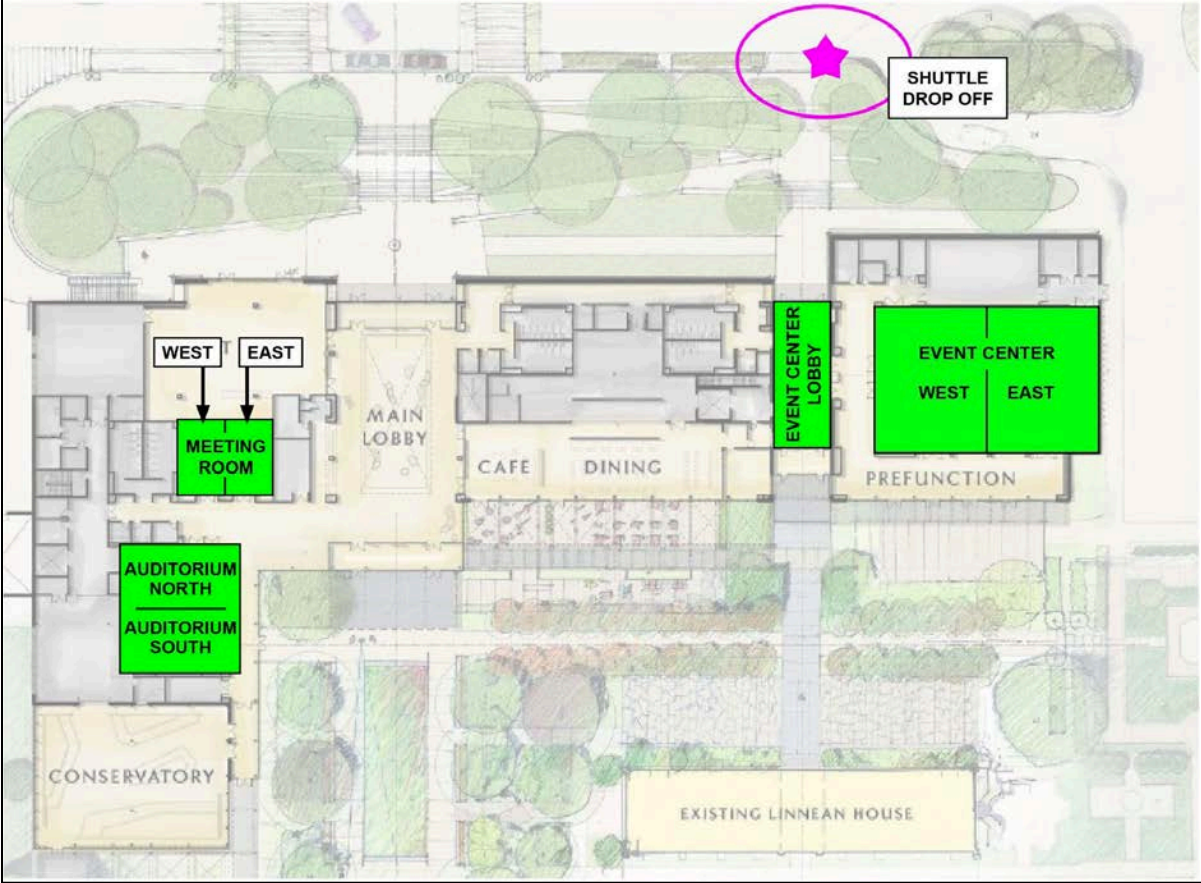 SHUTTLE
DROP OFF
WEST
EAST
MEETING
ROOM
MAIN
LOBBY
CAFE
DINING
EVENT CENTER
LOBBY
EVENT CENTER
WEST
EAST
PREFUNCTION
AUDITORIUM
NORTH
AUDITORIUM
SOUTH
CONSERVATORY
EXISTING LINNEAN HOUSE